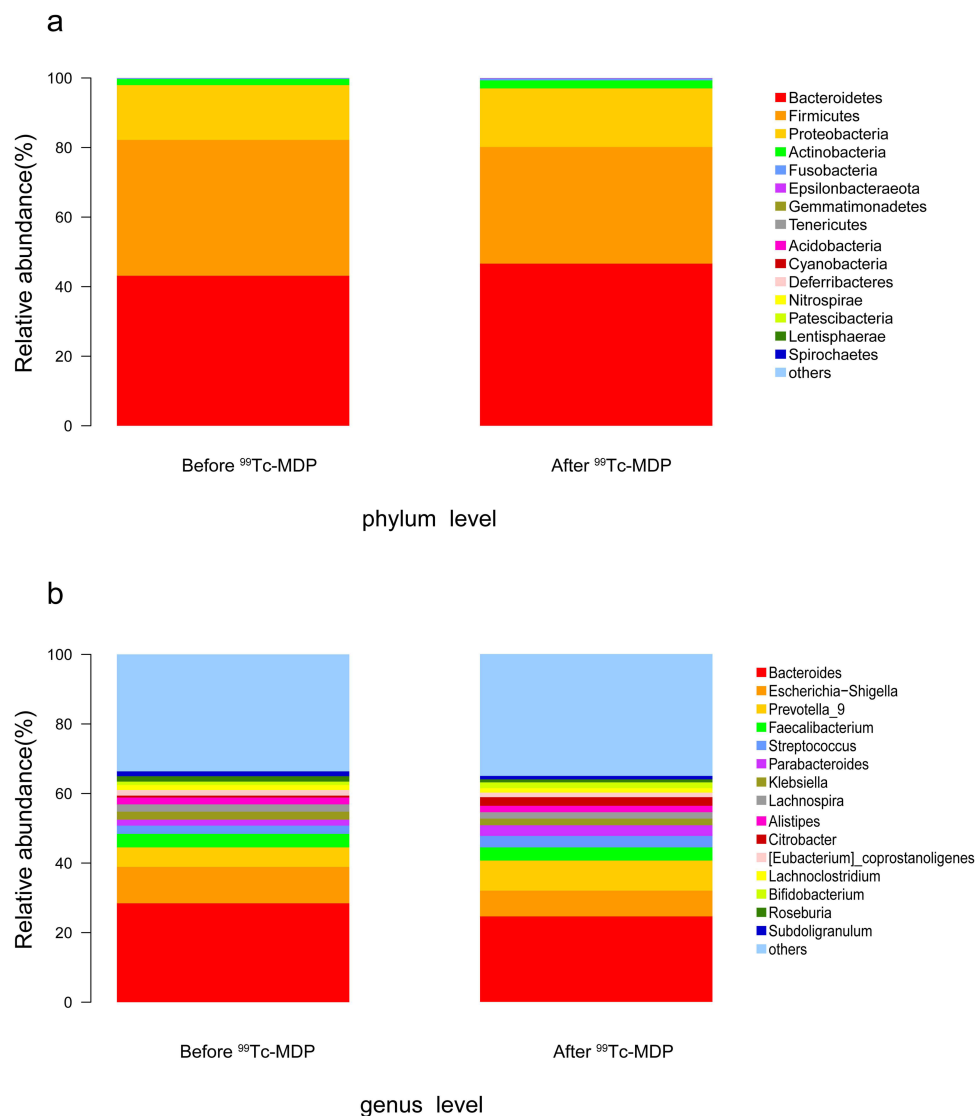 a
Relative abundance(%)
100
80
60
40
20
0
Before ⁹⁹Tc-MDP
After ⁹⁹Tc-MDP
phylum level
Bacteroidetes
Firmicutes
Proteobacteria
Actinobacteria
Fusobacteria
Epsilonbacteraeota
Gemmatimonadetes
Tenericutes
Acidobacteria
Cyanobacteria
Deferribacteres
Nitrospirae
Patescibacteria
Lentisphaerae
Spirochaetes
others
b
Relative abundance(%)
100
80
60
40
20
0
Before ⁹⁹Tc-MDP
After ⁹⁹Tc-MDP
genus level
Bacteroides
Escherichia−Shigella
Prevotella_9
Faecalibacterium
Streptococcus
Parabacteroides
Klebsiella
Lachnospira
Alistipes
Citrobacter
[Eubacterium]_coprostanoligenes
Lachnoclostridium
Bifidobacterium
Roseburia
Subdoligranulum
others